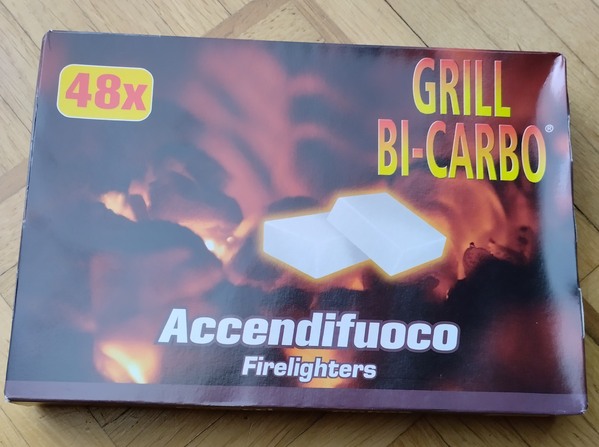 48x
GRILL
BI-CARBO®
Accendifuoco
Firelighters